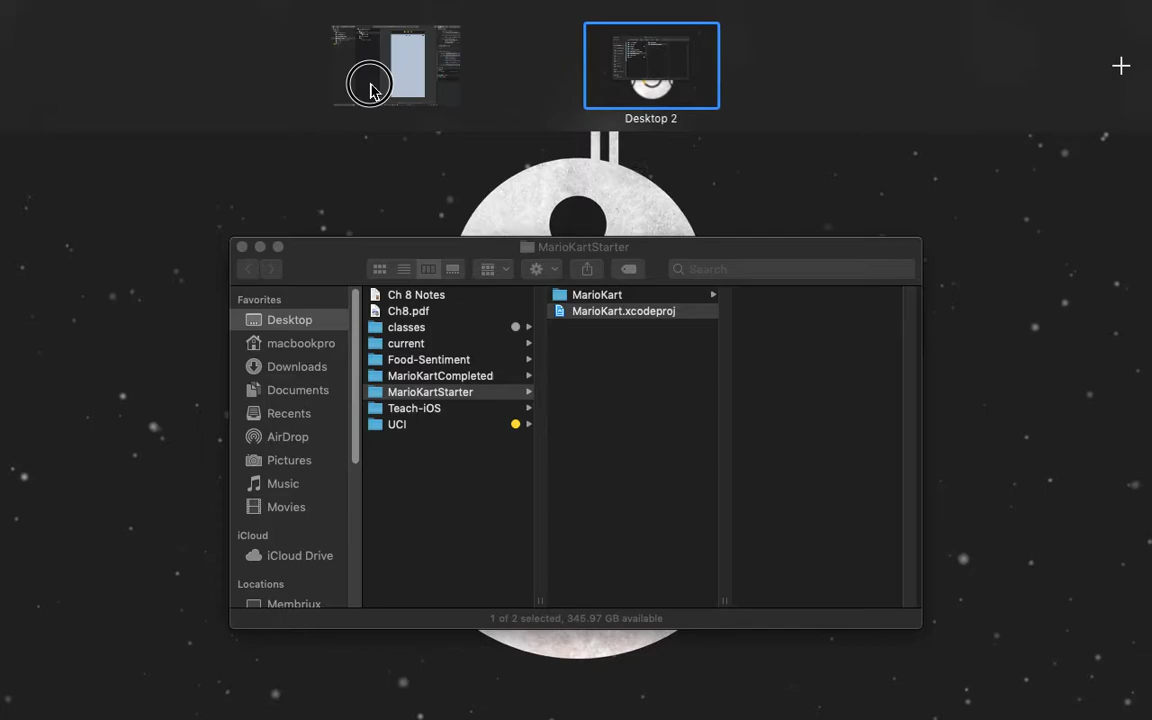 Desktop 2
MarioKartStarter
Search
Favorites
Desktop
macbookpro
Downloads
Documents
Recents
AirDrop
Pictures
Music
Movies
iCloud
iCloud Drive
Locations
Membriux
Ch 8 Notes
Ch8.pdf
classes
current
Food-Sentiment
MarioKartCompleted
MarioKartStarter
Teach-iOS
UCI
MarioKart
MarioKart.xcodeproj
1 of 2 selected, 345.97 GB available